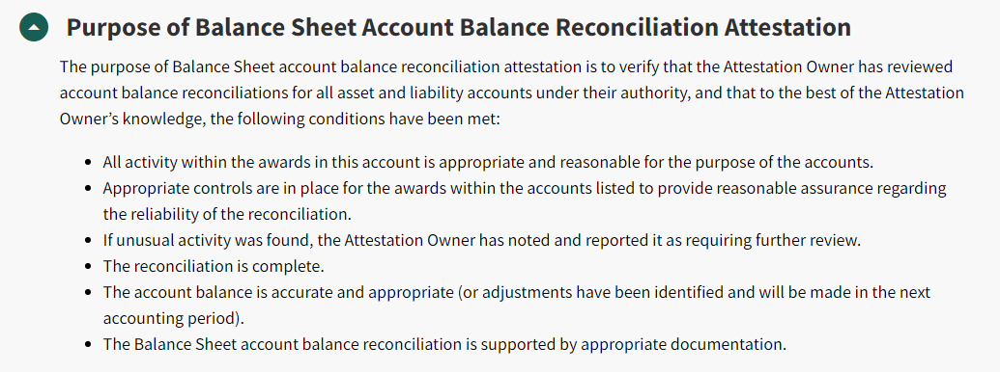 Purpose of Balance Sheet Account Balance Reconciliation Attestation
The purpose of Balance Sheet account balance reconciliation attestation is to verify that the Attestation Owner has reviewed
account balance reconciliations for all asset and liability accounts under their authority, and that to the best of the Attestation
Owner’s knowledge, the following conditions have been met:
• All activity within the awards in this account is appropriate and reasonable for the purpose of the accounts.
• Appropriate controls are in place for the awards within the accounts listed to provide reasonable assurance regarding
the reliability of the reconciliation.
• If unusual activity was found, the Attestation Owner has noted and reported it as requiring further review.
• The reconciliation is complete.
• The account balance is accurate and appropriate (or adjustments have been identified and will be made in the next
accounting period).
• The Balance Sheet account balance reconciliation is supported by appropriate documentation.